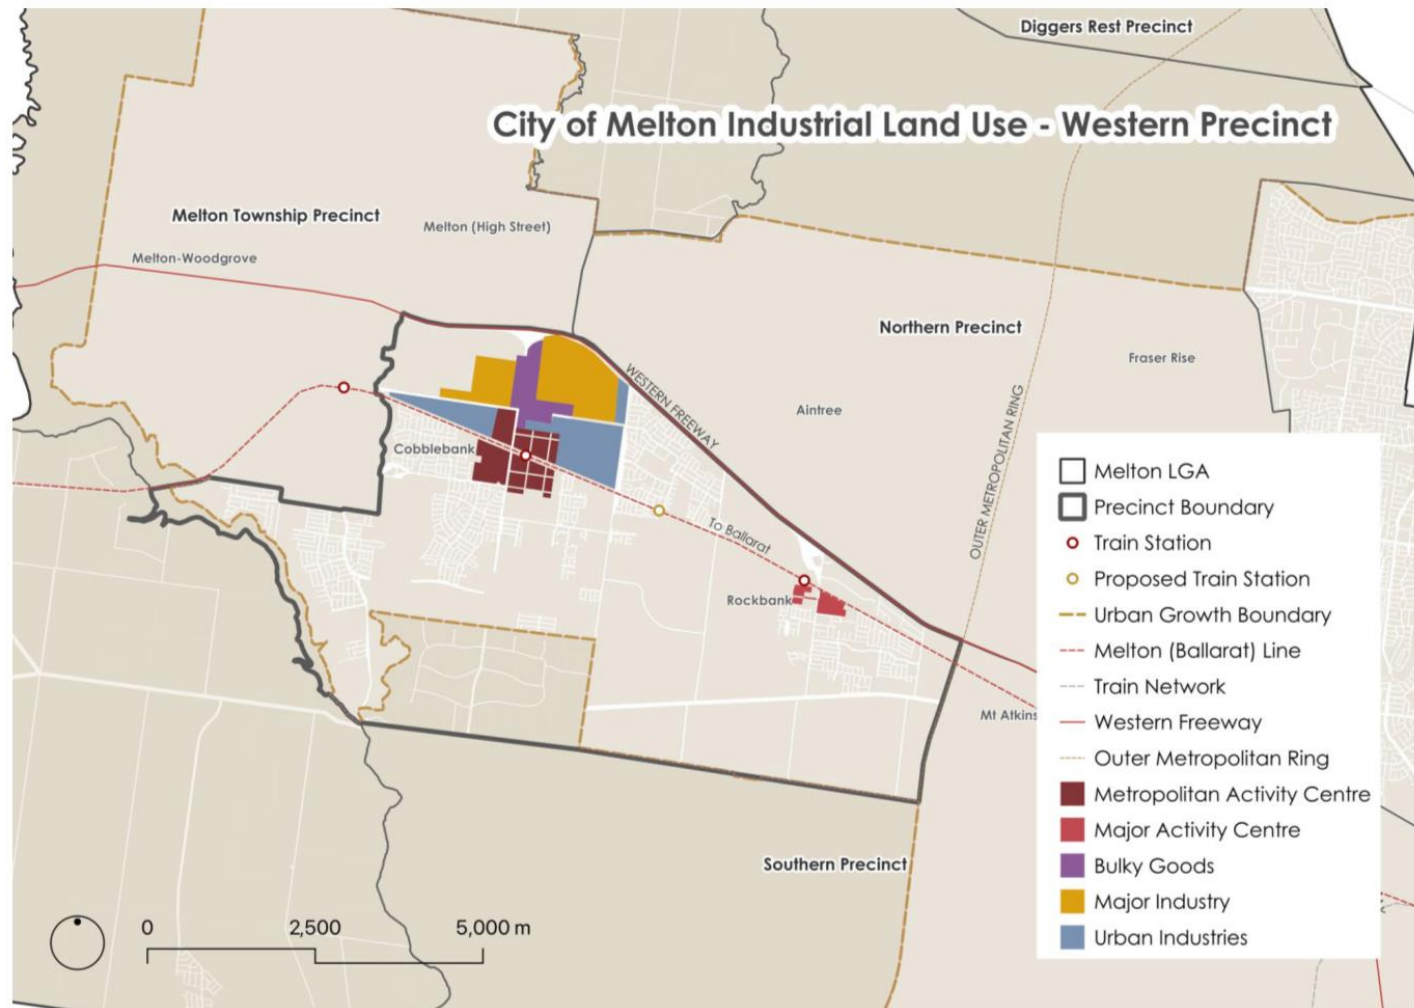 Diggers Rest Precinct
City of Melton Industrial Land Use - Western Precinct
Melton Township Precinct
Melton (High Street)
Melton-Woodgrove
Northern Precinct
Fraser Rise
WESTERN FREEWAY
Aintree
OUTER METROPOLITAN RING
Cobblebank
To Ballarat
Rockbank
Mt Atkins
Southern Precinct
0 2,500 5,000 m
Melton LGA
Precinct Boundary
Train Station
Proposed Train Station
Urban Growth Boundary
Melton (Ballarat) Line
Train Network
Western Freeway
Outer Metropolitan Ring
Metropolitan Activity Centre
Major Activity Centre
Bulky Goods
Major Industry
Urban Industries